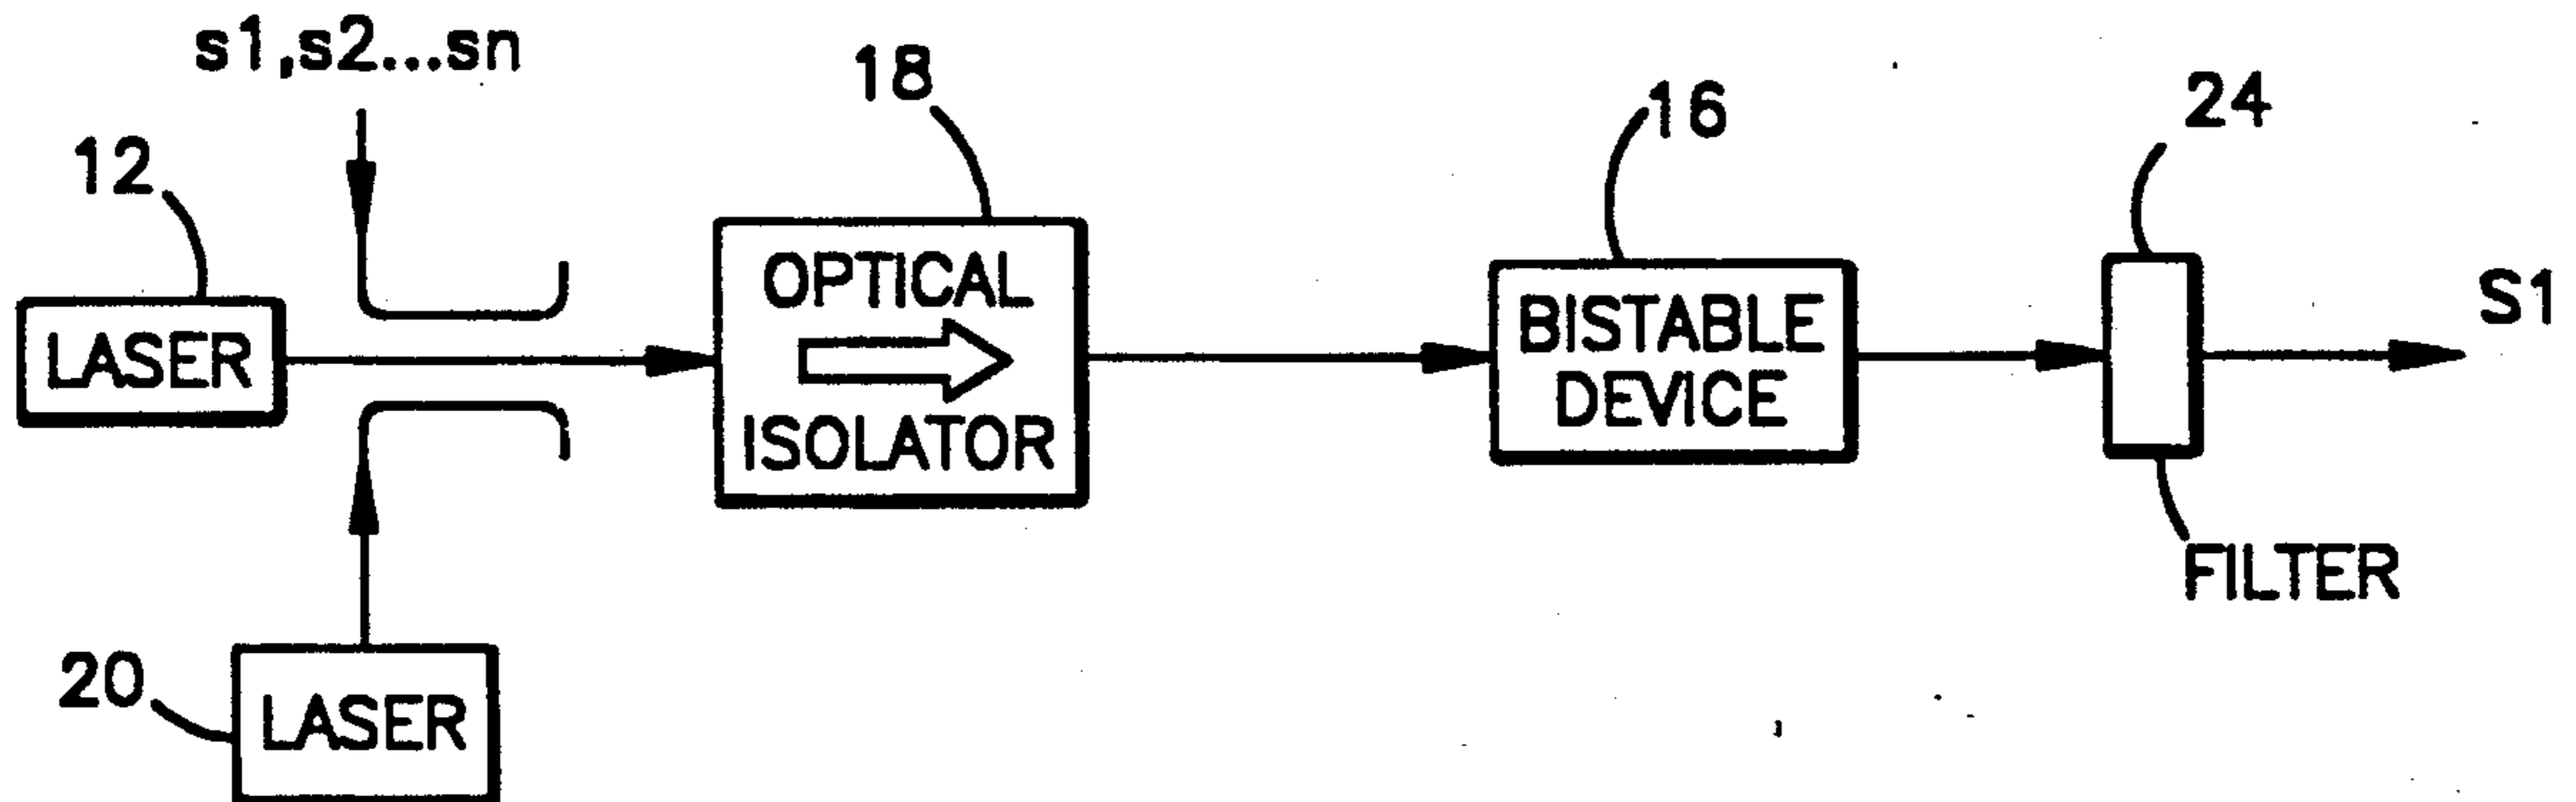 s1,s2...sn
18
16
24
12
S1
OPTICAL
ISOLATOR
BISTABLE
DEVICE
LASER
FILTER
20
LASER